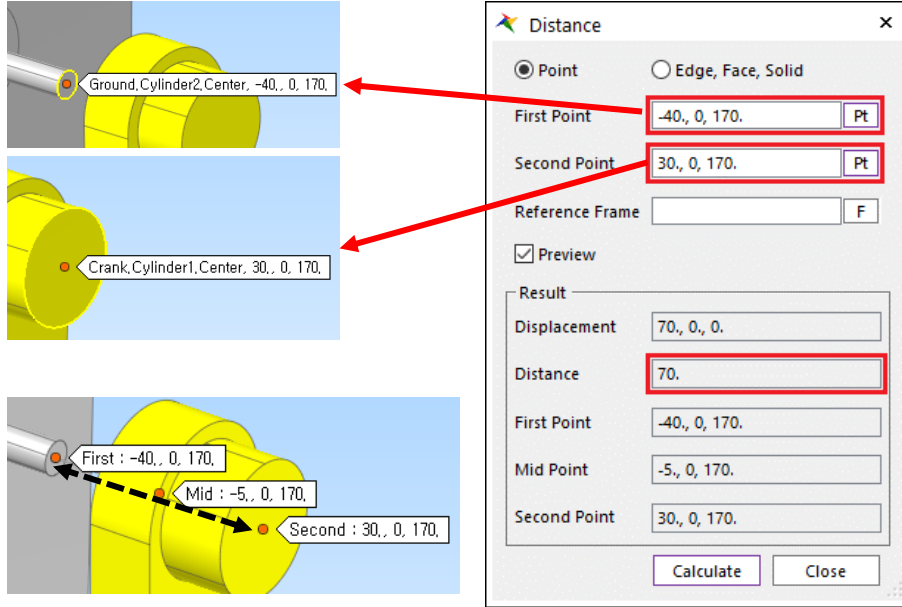 Ground,Cylinder2,Center, -40,, 0, 170,
Crank,Cylinder1,Center, 30,, 0, 170,
First : -40,, 0, 170,
Mid : -5,, 0, 170,
Second : 30,, 0, 170,
Distance
Point
Edge, Face, Solid
First Point
-40., 0, 170.
Pt
Second Point
30., 0, 170.
Pt
Reference Frame
F
Preview
Result
Displacement
70., 0., 0.
Distance
70.
First Point
-40., 0, 170.
Mid Point
-5., 0, 170.
Second Point
30., 0, 170.
Calculate
Close